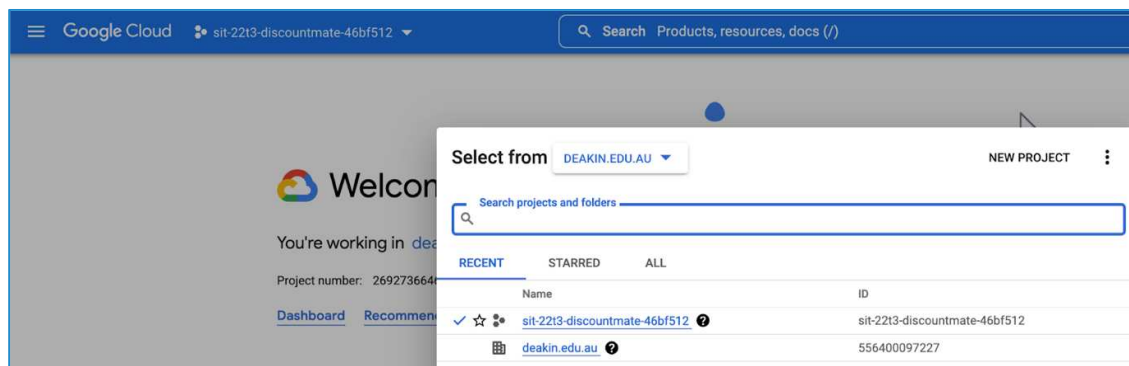 Google Cloud sit-22t3-discountmate-46bf512 Search Products, resources, docs (/)
Select from DEAKIN.EDU.AU NEW PROJECT
Welcom
Search projects and folders
You're working in dea
RECENT STARRED ALL
Project number: 269273664
Name ID
Dashboard Recommen
sit-22t3-discountmate-46bf512 sit-22t3-discountmate-46bf512
deakin.edu.au 556400097227